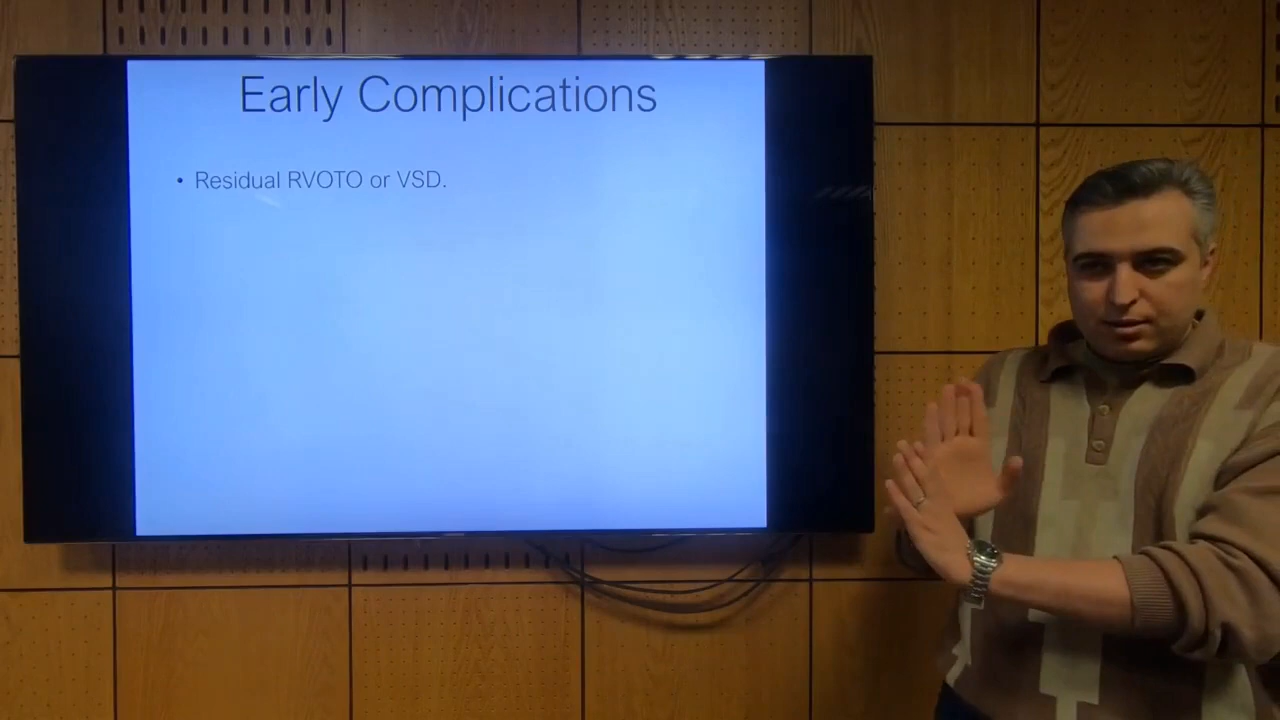 Early Complications
• Residual RVOTO or VSD.